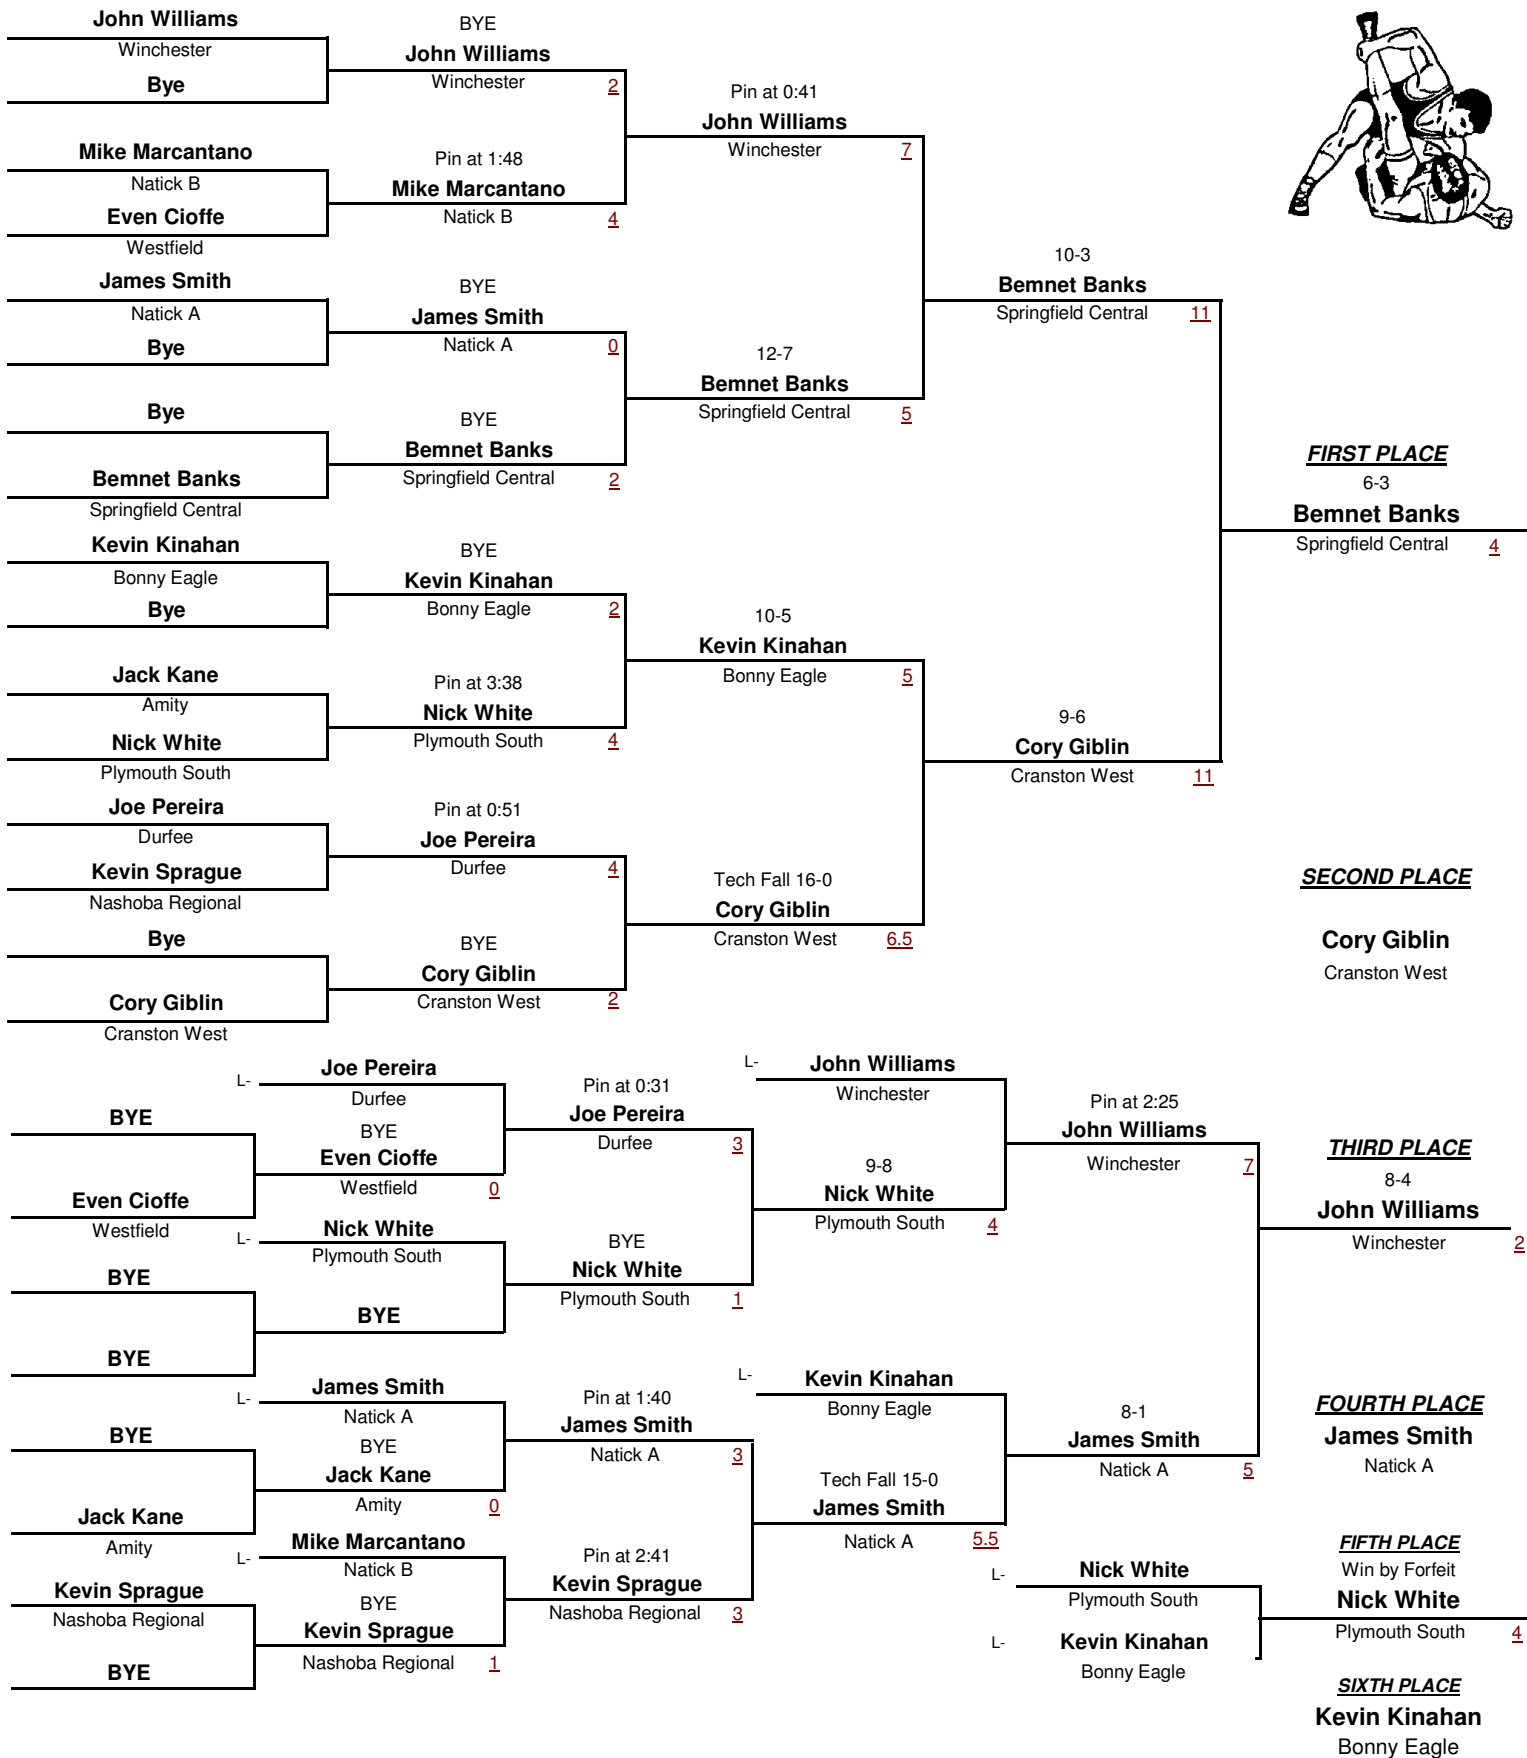 John Williams
Winchester
Bye
Mike Marcantano
Natick B
Even Cioffe
Westfield
James Smith
Natick A
Bye
Bye
Bemnet Banks
Springfield Central
Kevin Kinahan
Bonny Eagle
Bye
Jack Kane
Amity
Nick White
Plymouth South
Joe Pereira
Durfee
Kevin Sprague
Nashoba Regional
Bye
Cory Giblin
Cranston West
BYE
John Williams
Winchester 2
Pin at 1:48
Mike Marcantano
Natick B 4
BYE
James Smith
Natick A 0
BYE
Bemnet Banks
Springfield Central 2
BYE
Kevin Kinahan
Bonny Eagle 2
Pin at 3:38
Nick White
Plymouth South 4
Pin at 0:51
Joe Pereira
Durfee 4
BYE
Cory Giblin
Cranston West 2
Pin at 0:41
John Williams
Winchester 7
12-7
Bemnet Banks
Springfield Central 5
10-5
Kevin Kinahan
Bonny Eagle 5
Tech Fall 16-0
Cory Giblin
Cranston West 6.5
10-3
Bemnet Banks
Springfield Central 11
9-6
Cory Giblin
Cranston West 11
FIRST PLACE
6-3
Bemnet Banks
Springfield Central 4
SECOND PLACE
Cory Giblin
Cranston West
BYE
Even Cioffe
Westfield
BYE
BYE
BYE
Jack Kane
Amity
Kevin Sprague
Nashoba Regional
BYE
L- Joe Pereira
Durfee
BYE
Even Cioffe
Westfield 0
L- Nick White
Plymouth South
BYE
L- James Smith
Natick A
BYE
Jack Kane
Amity 0
L- Mike Marcantano
Natick B
BYE
Kevin Sprague
Nashoba Regional 1
Pin at 0:31
Joe Pereira
Durfee 3
BYE
Nick White
Plymouth South 1
Pin at 1:40
James Smith
Natick A 3
Pin at 2:41
Kevin Sprague
Nashoba Regional 3
L- John Williams
Winchester
9-8
Nick White
Plymouth South 4
L- Kevin Kinahan
Bonny Eagle
Tech Fall 15-0
James Smith
Natick A 5.5
Pin at 2:25
John Williams
Winchester 7
8-1
James Smith
Natick A 5
L- Nick White
Plymouth South
L- Kevin Kinahan
Bonny Eagle
THIRD PLACE
8-4
John Williams
Winchester 2
FOURTH PLACE
James Smith
Natick A
FIFTH PLACE
Win by Forfeit
Nick White
Plymouth South 4
SIXTH PLACE
Kevin Kinahan
Bonny Eagle